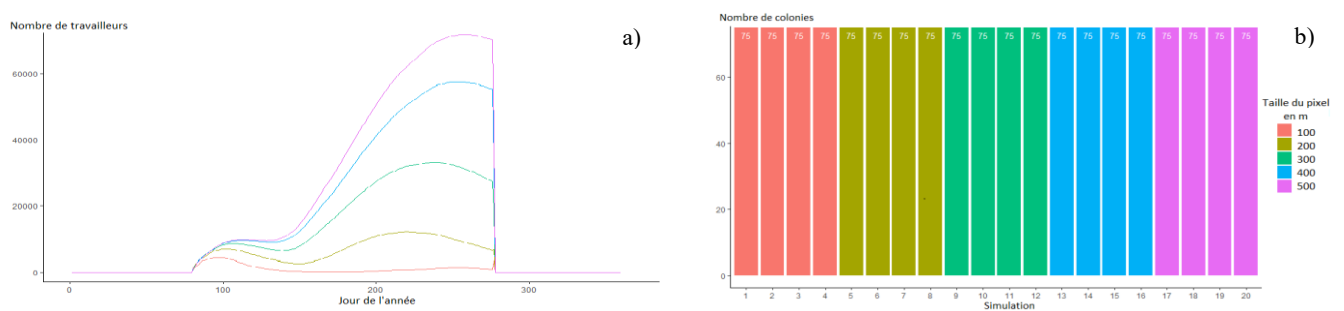 Nombre de travailleurs
a)
60000
40000
20000
0
0 100 200 300
Jour de l'année
Nombre de colonies
b)
75 75 75 75 75 75 75 75 75 75 75 75 75 75 75 75 75 75 75 75
60
40
20
0
1 2 3 4 5 6 7 8 9 10 11 12 13 14 15 16 17 18 19 20
Simulation
Taille du pixel
en m
100
200
300
400
500